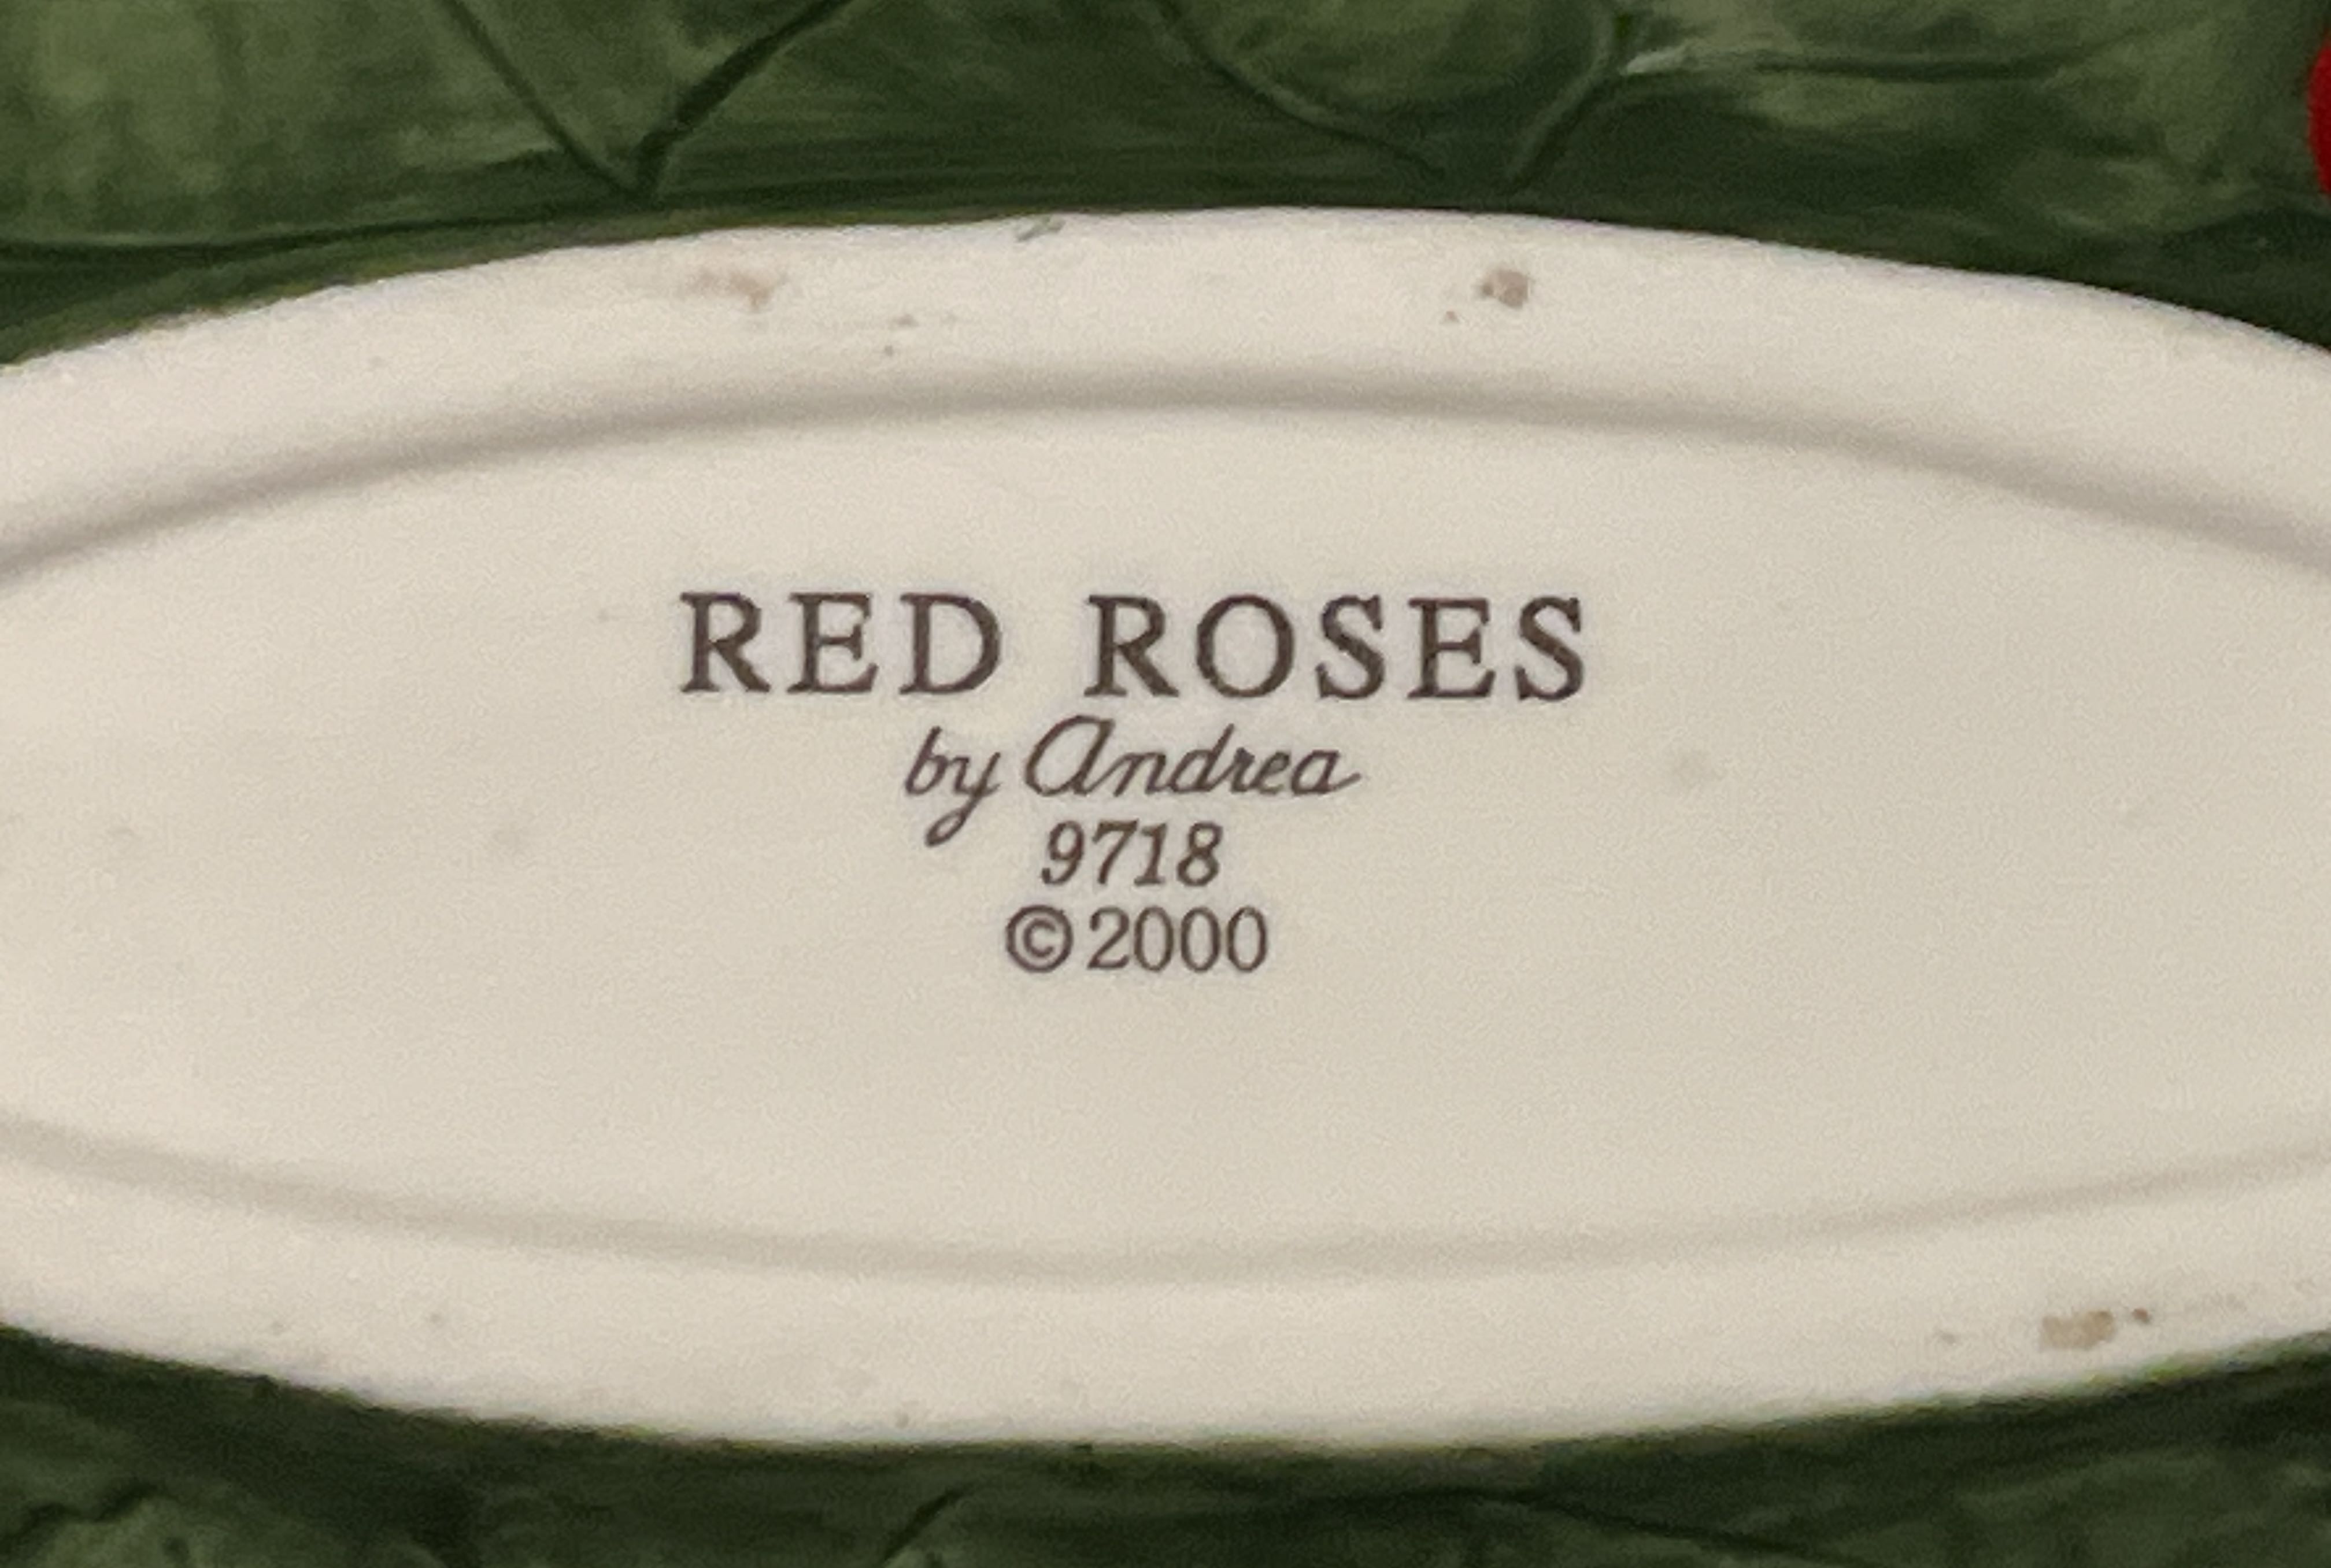 RED ROSES
by Andrea
9718
©2000